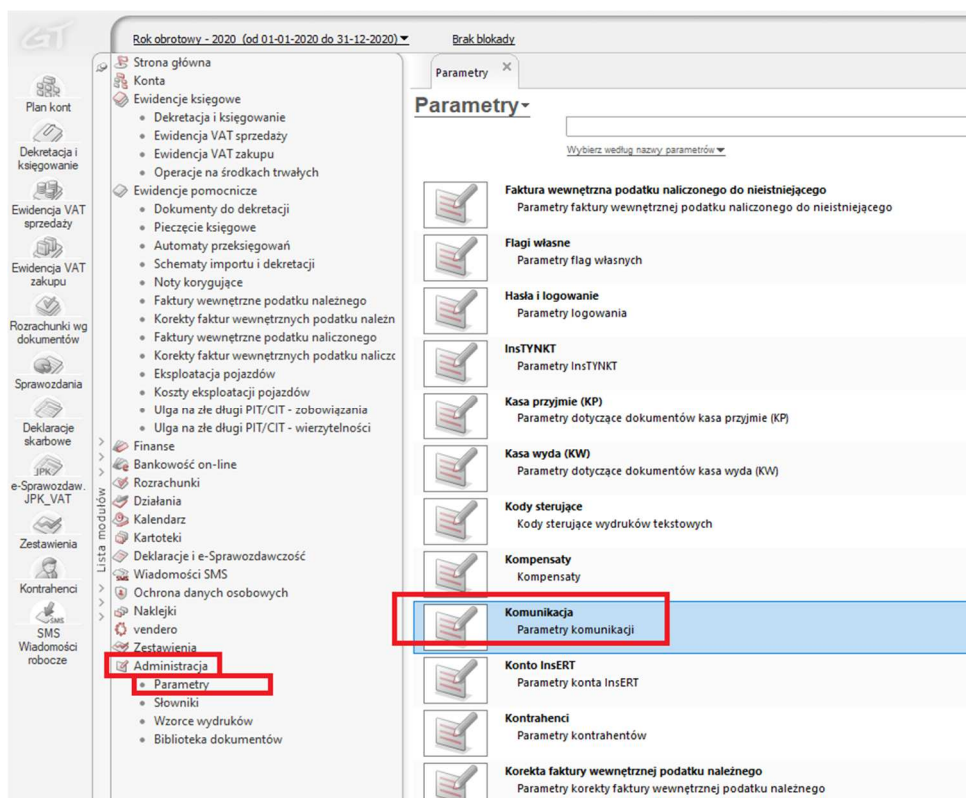 GT
Rok obrotowy - 2020 (od 01-01-2020 do 31-12-2020)
Brak blokady
Plan kont
Dekretacja i
księgowanie
Ewidencja VAT
sprzedaży
Ewidencja VAT
zakupu
Rozrachunki wg
dokumentów
Sprawozdania
Deklaracje
skarbowe
JPK
e-Sprawozdaw.
JPK_VAT
Zestawienia
Kontrahenci
SMS
SMS
Wiadomości
robocze
Lista modułów
Strona główna
Konta
Ewidencje księgowe
Dekretacja i księgowanie
Ewidencja VAT sprzedaży
Ewidencja VAT zakupu
Operacje na środkach trwałych
Ewidencje pomocnicze
Dokumenty do dekretacji
Pieczęcie księgowe
Automaty przeksięgowań
Schematy importu i dekretacji
Noty korygujące
Faktury wewnętrzne podatku należnego
Korekty faktur wewnętrznych podatku należn
Faktury wewnętrzne podatku naliczonego
Korekty faktur wewnętrznych podatku naliczc
Eksploatacja pojazdów
Koszty eksploatacji pojazdów
Ulga na złe długi PIT/CIT - zobowiązania
Ulga na złe długi PIT/CIT - wierzytelności
Finanse
Bankowość on-line
Rozrachunki
Działania
Kalendarz
Kartoteki
Deklaracje i e-Sprawozdawczość
Wiadomości SMS
Ochrona danych osobowych
Naklejki
vendero
Zestawienia
Administracja
Parametry
Słowniki
Wzorce wydruków
Biblioteka dokumentów
Parametry
Parametry
Wybierz według nazwy parametrów
Faktura wewnętrzna podatku naliczonego do nieistniejącego
Parametry faktury wewnętrznej podatku naliczonego do nieistniejącego
Flagi własne
Parametry flag własnych
Hasła i logowanie
Parametry logowania
InsTYNKT
Parametry InsTYNKT
Kasa przyjmie (KP)
Parametry dotyczące dokumentów kasa przyjmie (KP)
Kasa wyda (KW)
Parametry dotyczące dokumentów kasa wyda (KW)
Kody sterujące
Kody sterujące wydruków tekstowych
Kompensaty
Kompensaty
Komunikacja
Parametry komunikacji
Konto InsERT
Parametry konta InsERT
Kontrahenci
Parametry kontrahentów
Korekta faktury wewnętrznej podatku należnego
Parametry korekty faktury wewnętrznej podatku należnego